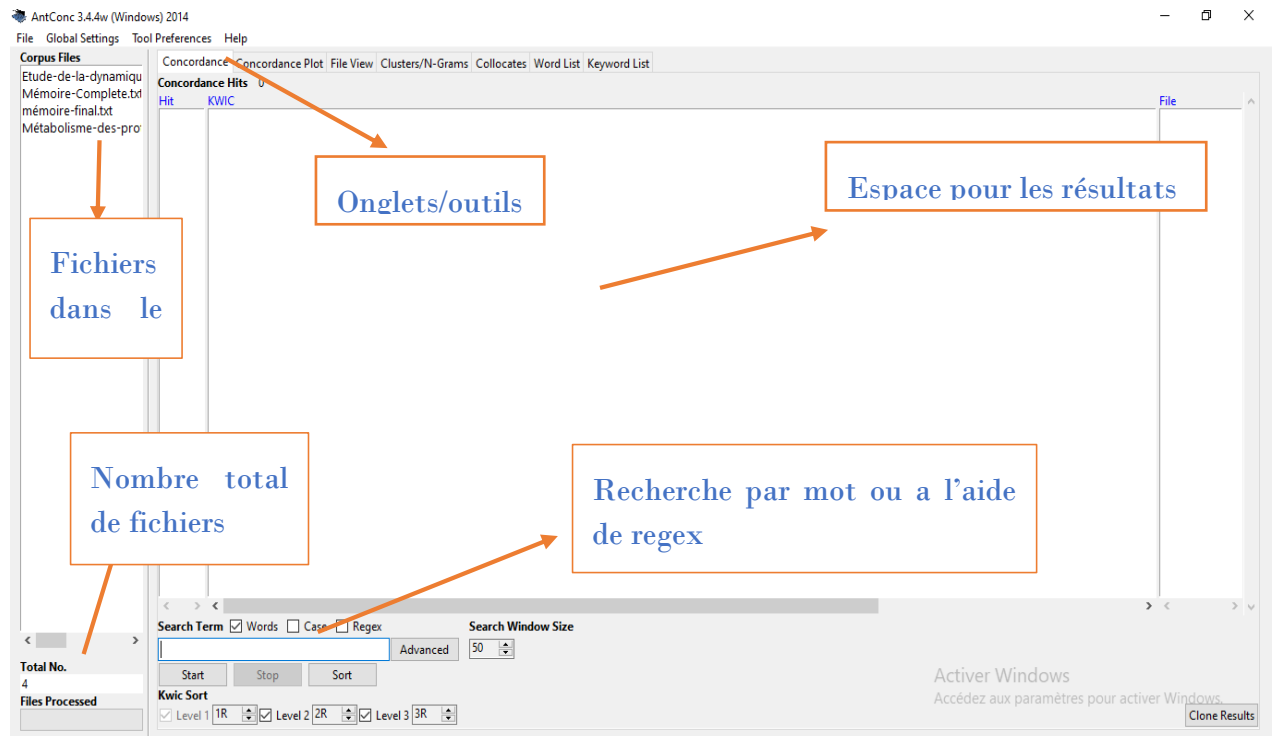 AntConc 3.4.4w (Windows) 2014
File Global Settings Tool Preferences Help
Corpus Files
Etude-de-la-dynamiqu
Mémoire-Complete.txt
mémoire-final.txt
Métabolisme-des-pro
Concordance Concordance Plot File View Clusters/N-Grams Collocates Word List Keyword List
Concordance Hits 0
Hit KWIC File
Onglets/outils
Espace pour les résultats
Fichiers
dans le
Nombre total
de fichiers
Recherche par mot ou a l'aide
de regex
Search Term Words Case Regex Search Window Size
Advanced 50
Start Stop Sort
Kwic Sort
Level 1 1R Level 2 2R Level 3 3R
Total No.
4
Files Processed
Activer Windows
Accédez aux paramètres pour activer Windows.
Clone Results